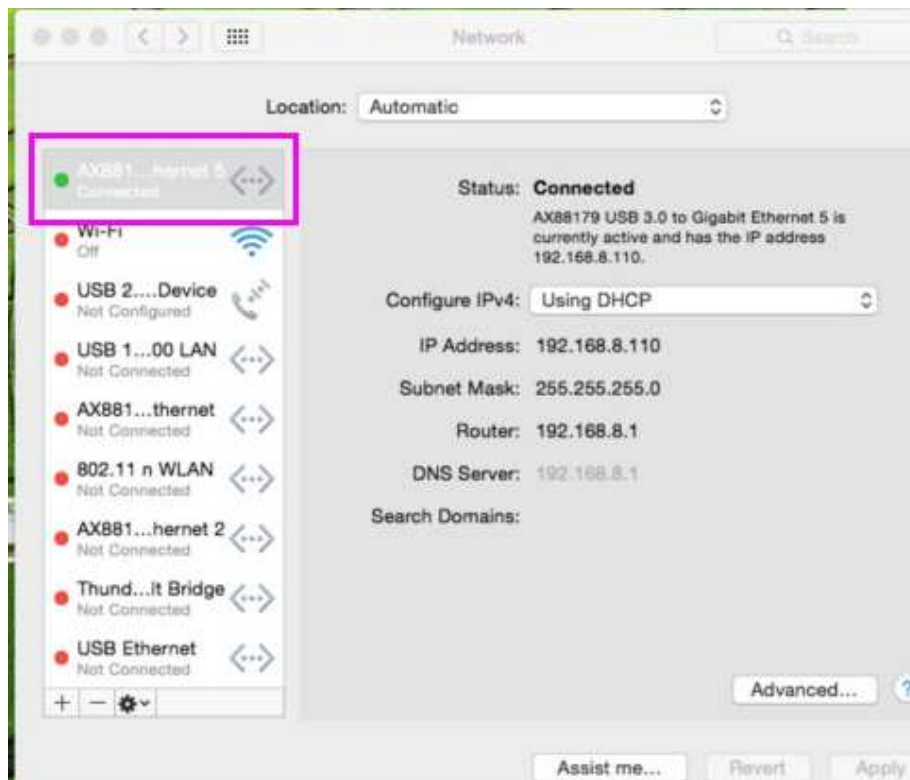 Network
Search
Location: Automatic
AX881...hernet 5
Connected
Wi-Fi
Off
USB 2....Device
Not Configured
USB 1...00 LAN
Not Connected
AX881...thernet
Not Connected
802.11 n WLAN
Not Connected
AX881...hernet 2
Not Connected
Thund...lt Bridge
Not Connected
USB Ethernet
Not Connected
Status: Connected
AX88179 USB 3.0 to Gigabit Ethernet 5 is
currently active and has the IP address
192.168.8.110.
Configure IPv4: Using DHCP
IP Address: 192.168.8.110
Subnet Mask: 255.255.255.0
Router: 192.168.8.1
DNS Server: 192.168.8.1
Search Domains:
Advanced... ?
Assist me... Revert Apply